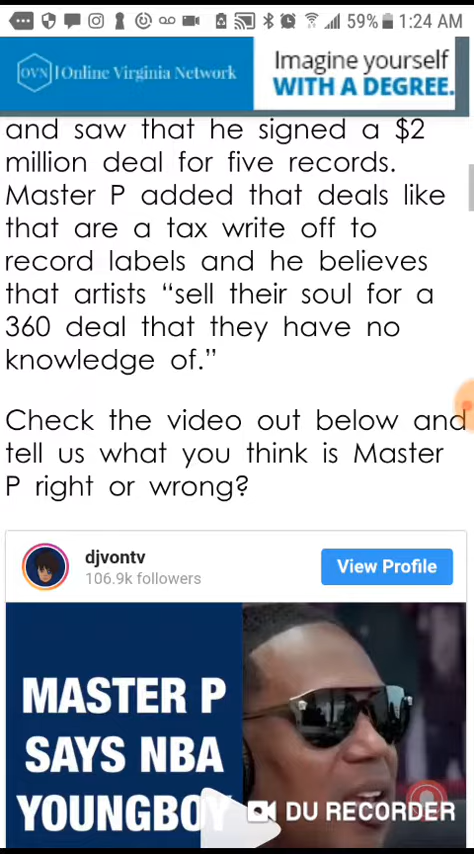 59% 1:24 AM
OVN Online Virginia Network
Imagine yourself
WITH A DEGREE.
and saw that he signed a $2
million deal for five records.
Master P added that deals like
that are a tax write off to
record labels and he believes
that artists “sell their soul for a
360 deal that they have no
knowledge of.”
Check the video out below and
tell us what you think is Master
P right or wrong?
djvontv
106.9k followers
View Profile
MASTER P
SAYS NBA
YOUNGBOY
DU RECORDER